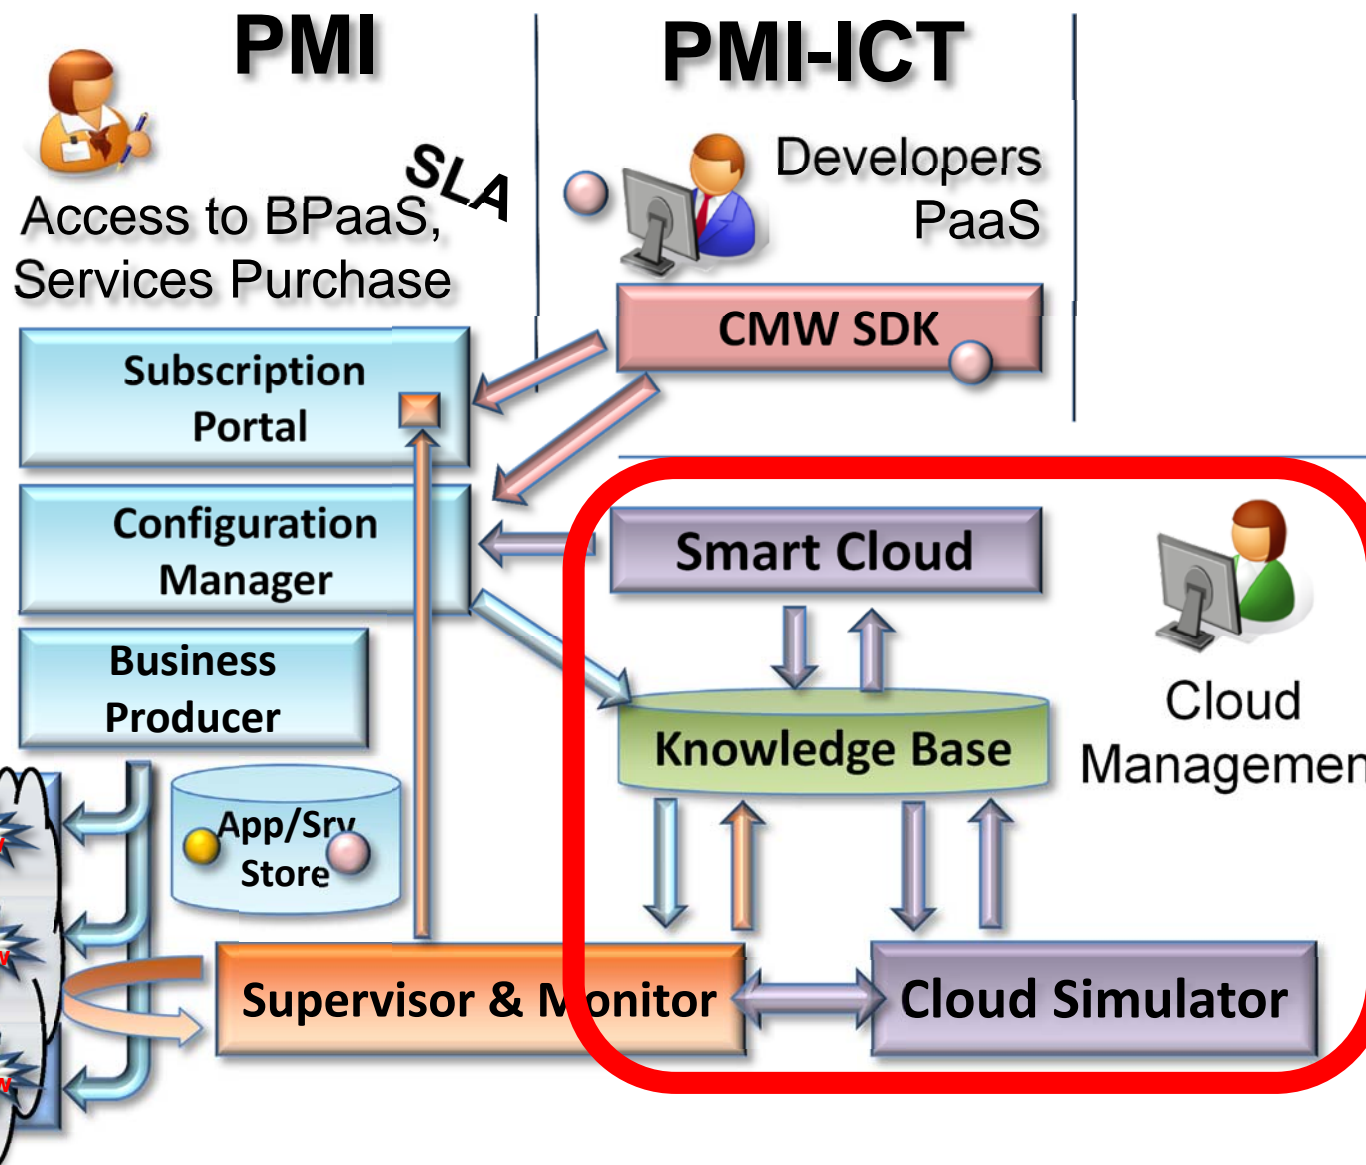 PMI
PMI-ICT
SLA
Developers
PaaS
Access to BPaaS,
Services Purchase
CMW SDK
Subscription
Portal
Configuration
Manager
Smart Cloud
Business
Producer
Cloud
Knowledge Base
Managemen
App/Srv
Store
Supervisor & Monitor
Cloud Simulator